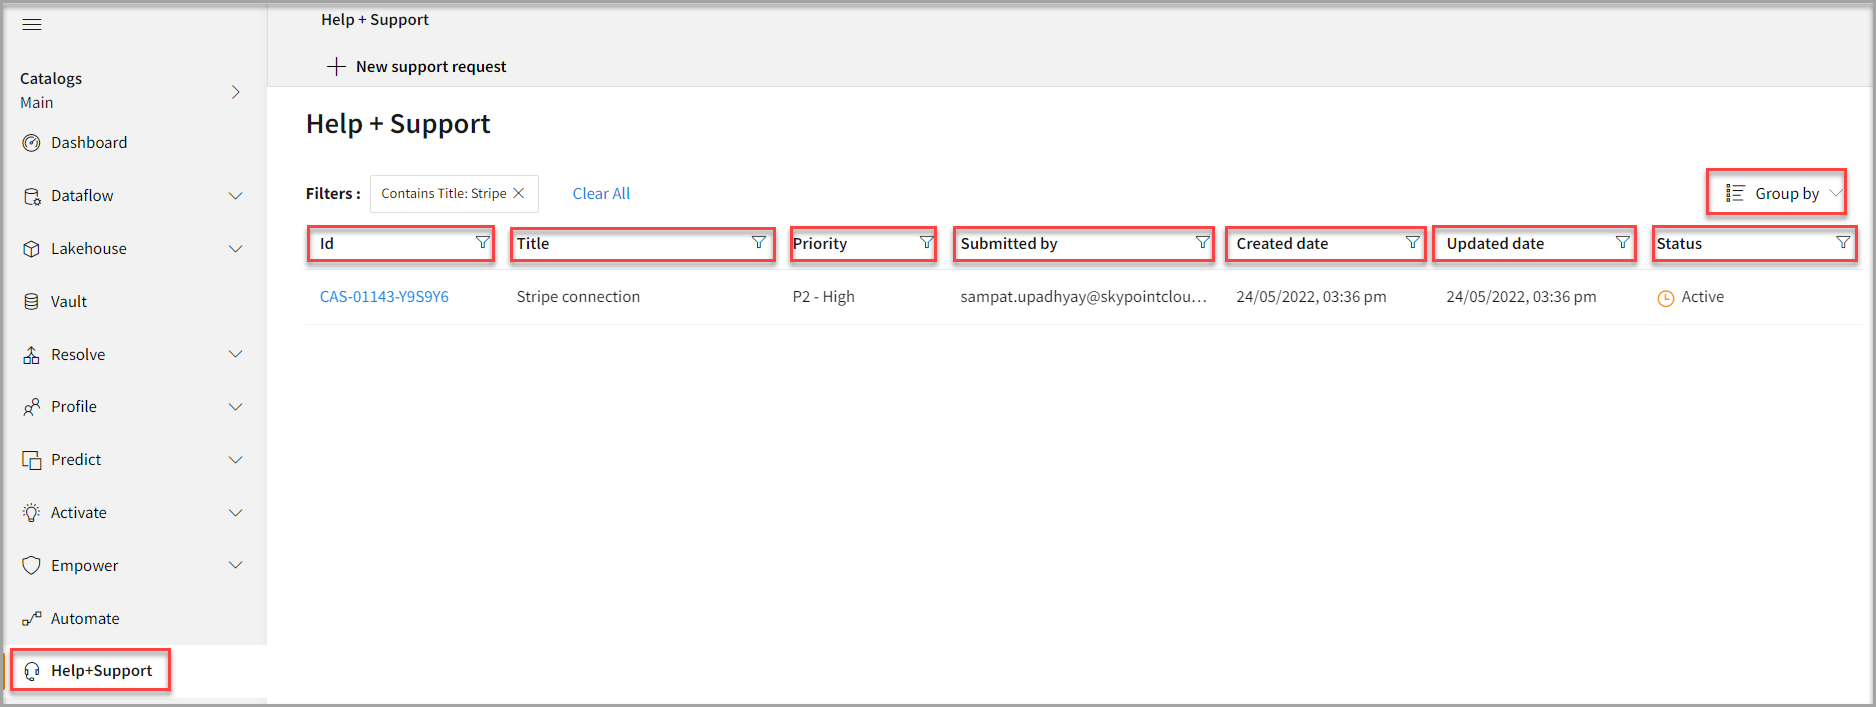 Help + Support
New support request
Catalogs
Main
Dashboard
Dataflow
Lakehouse
Vault
Resolve
Profile
Predict
Activate
Empower
Automate
Help+Support
Help + Support
Filters : Contains Title: Stripe Clear All Group by
Id Title Priority Submitted by Created date Updated date Status
CAS-01143-Y9S9Y6 Stripe connection P2 - High sampat.upadhyay@skypointclou... 24/05/2022, 03:36 pm 24/05/2022, 03:36 pm Active